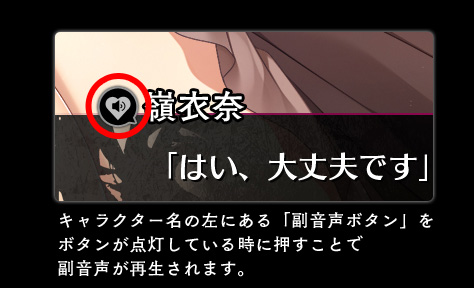 嶺衣奈
「はい、大丈夫です」
キャラクター名の左にある「副音声ボタン」を
ボタンが点灯している時に押すことで
副音声が再生されます。